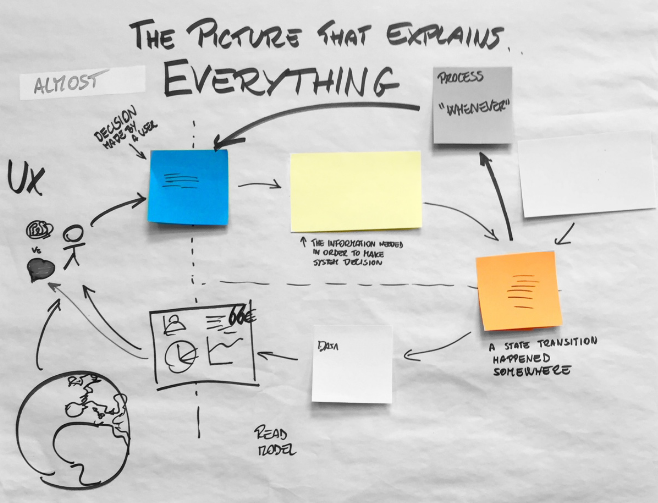 THE PICTURE THAT EXPLAINS..
ALMOST
EVERYTHING
PROCESS
"WHENEVER"
DECISION
MADE BY
A USER
UX
VS
↑ THE INFORMATION NEEDED
IN ORDER TO MAKE
SYSTEM DECISION
66€
DATA
A STATE TRANSITION
HAPPENED
SOMEWHERE
READ
MODEL